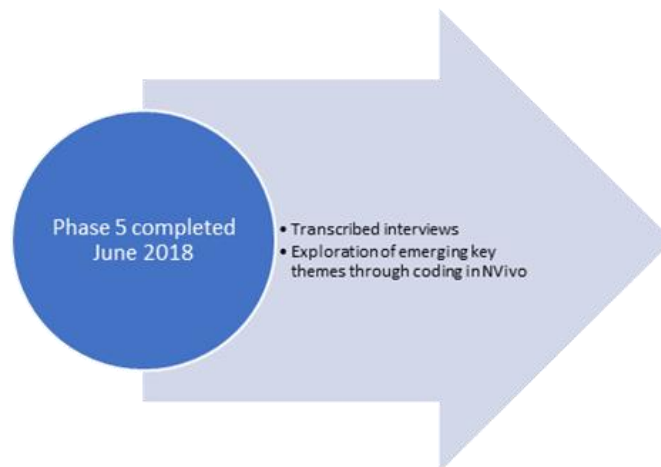 Phase 5 completed
June 2018
• Transcribed interviews
• Exploration of emerging key
themes through coding in NVivo